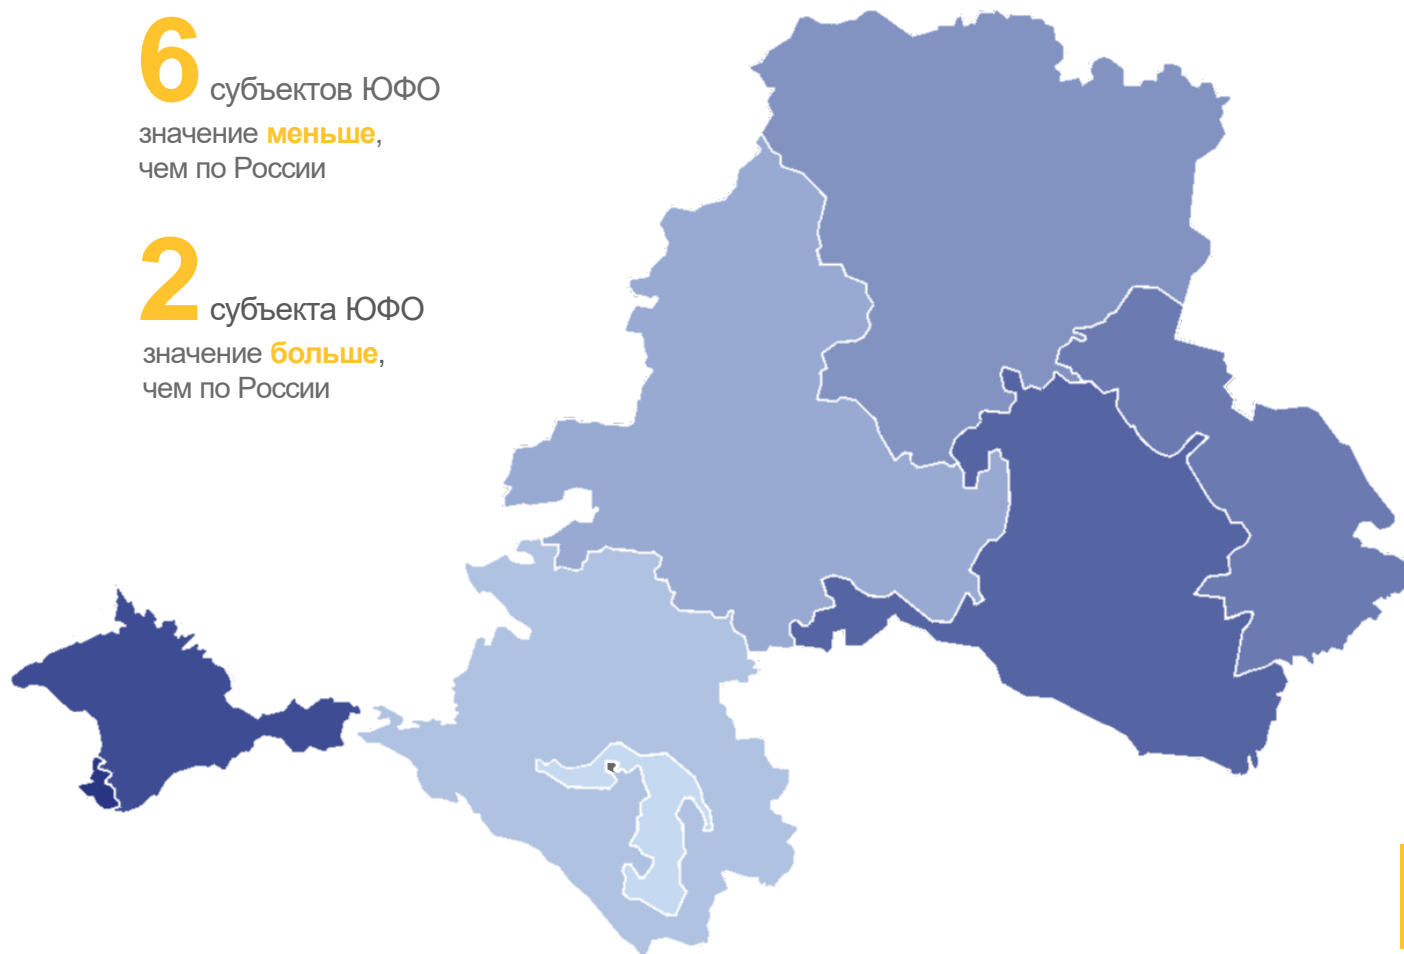 6 субъектов ЮФО
значение меньше,
чем по России
2 субъекта ЮФО
значение больше,
чем по России